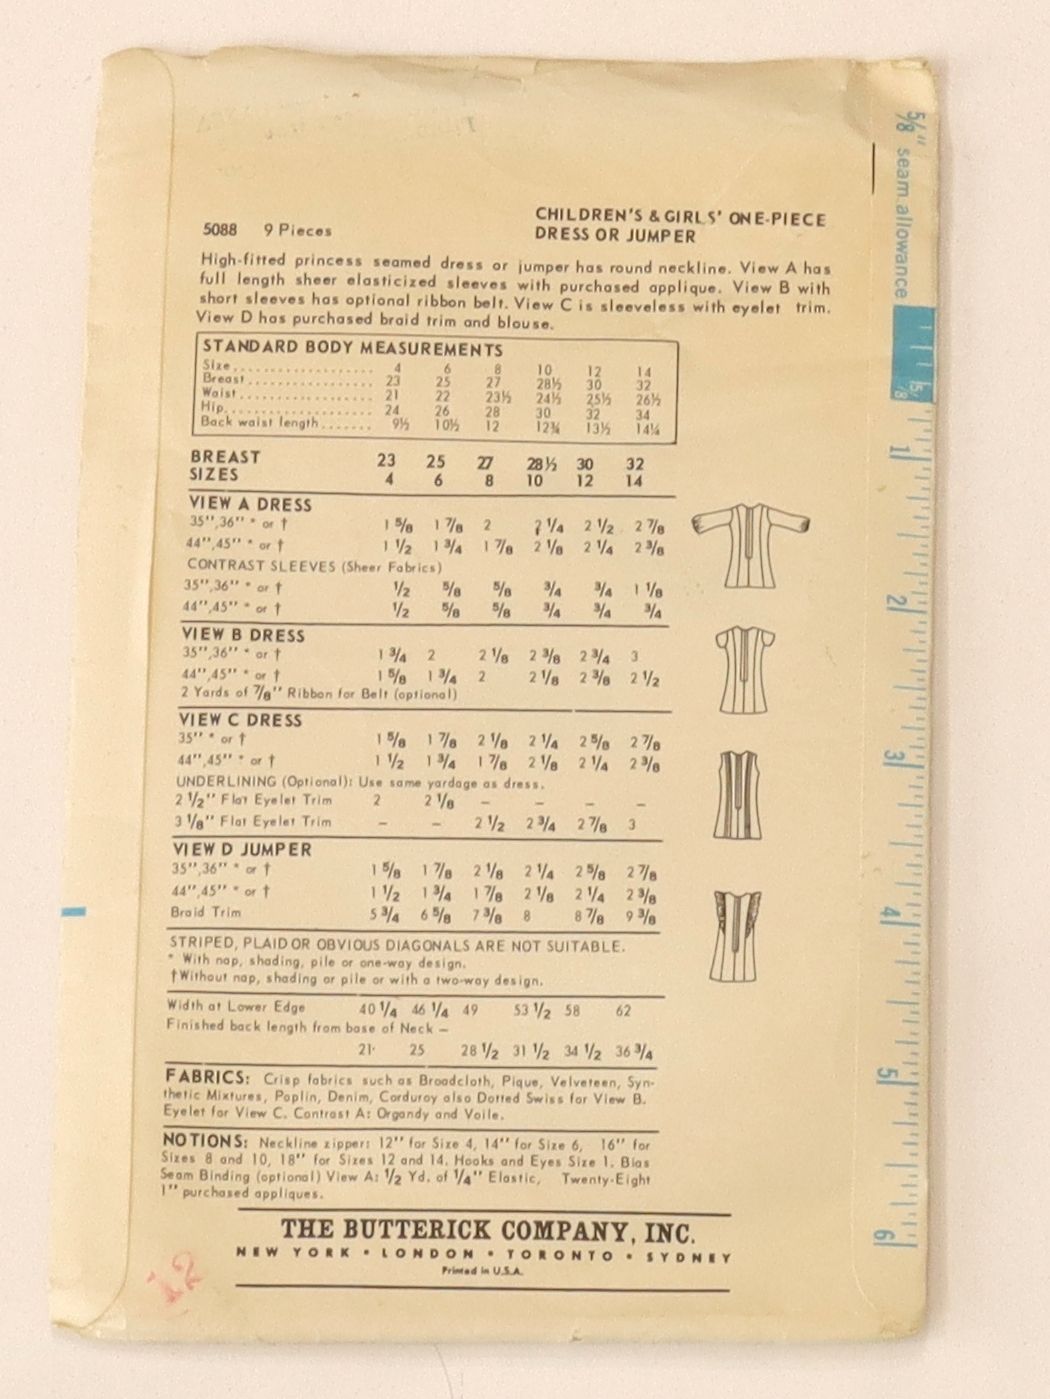 5/8" seam allowance
5088 9 Pieces
CHILDREN'S & GIRLS' ONE-PIECE
DRESS OR JUMPER
High-fitted princess seamed dress or jumper has round neckline. View A has
full length sheer elasticized sleeves with purchased applique. View B with
short sleeves has optional ribbon belt. View C is sleeveless with eyelet trim.
View D has purchased braid trim and blouse.
STANDARD BODY MEASUREMENTS
Size.................... 4 6 8 10 12 14
Breast.................. 23 25 27 28½ 30 32
Waist................... 21 22 23½ 24½ 25½ 26½
Hip..................... 24 26 28 30 32 34
Back waist length....... 9½ 10½ 12 12¾ 13½ 14¼
BREAST 23 25 27 28½ 30 32
SIZES 4 6 8 10 12 14
VIEW A DRESS
35",36" * or † 1 5/8 1 7/8 2 2 1/4 2 1/2 2 7/8
44",45" * or † 1 1/2 1 3/4 1 7/8 2 1/8 2 1/4 2 3/8
CONTRAST SLEEVES (Sheer Fabrics)
35",36" * or † 1/2 5/8 5/8 3/4 3/4 1 1/8
44",45" * or † 1/2 5/8 5/8 3/4 3/4 3/4
VIEW B DRESS
35",36" * or † 1 3/4 2 2 1/8 2 3/8 2 3/4 3
44",45" * or † 1 5/8 1 3/4 2 2 1/8 2 3/8 2 1/2
2 Yards of 7/8" Ribbon for Belt (optional)
VIEW C DRESS
35" * or † 1 5/8 1 7/8 2 1/8 2 1/4 2 5/8 2 7/8
44",45" * or † 1 1/2 1 3/4 1 7/8 2 1/8 2 1/4 2 3/8
UNDERLINING (Optional): Use same yardage as dress.
2 1/2" Flat Eyelet Trim 2 2 1/8 – – – –
3 1/8" Flat Eyelet Trim – – 2 1/2 2 3/4 2 7/8 3
VIEW D JUMPER
35",36" * or † 1 5/8 1 7/8 2 1/8 2 1/4 2 5/8 2 7/8
44",45" * or † 1 1/2 1 3/4 1 7/8 2 1/8 2 1/4 2 3/8
Braid Trim 5 3/4 6 5/8 7 3/8 8 8 7/8 9 3/8
STRIPED, PLAID OR OBVIOUS DIAGONALS ARE NOT SUITABLE.
* With nap, shading, pile or one-way design.
†Without nap, shading or pile or with a two-way design.
Width at Lower Edge 40 1/4 46 1/4 49 53 1/2 58 62
Finished back length from base of Neck –
21 25 28 1/2 31 1/2 34 1/2 36 3/4
FABRICS: Crisp fabrics such as Broadcloth, Pique, Velveteen, Syn-
thetic Mixtures, Poplin, Denim, Corduroy also Dotted Swiss for View B.
Eyelet for View C. Contrast A: Organdy and Voile.
NOTIONS: Neckline zipper: 12" for Size 4, 14" for Size 6, 16" for
Sizes 8 and 10, 18" for Sizes 12 and 14. Hooks and Eyes Size 1. Bias
Seam Binding (optional) View A: 1/2 Yd. of 1/4" Elastic, Twenty-Eight
1" purchased appliques.
THE BUTTERICK COMPANY, INC.
NEW YORK • LONDON • TORONTO • SYDNEY
Printed in U.S.A.
12
5/8"
1
2
3
4
5
6